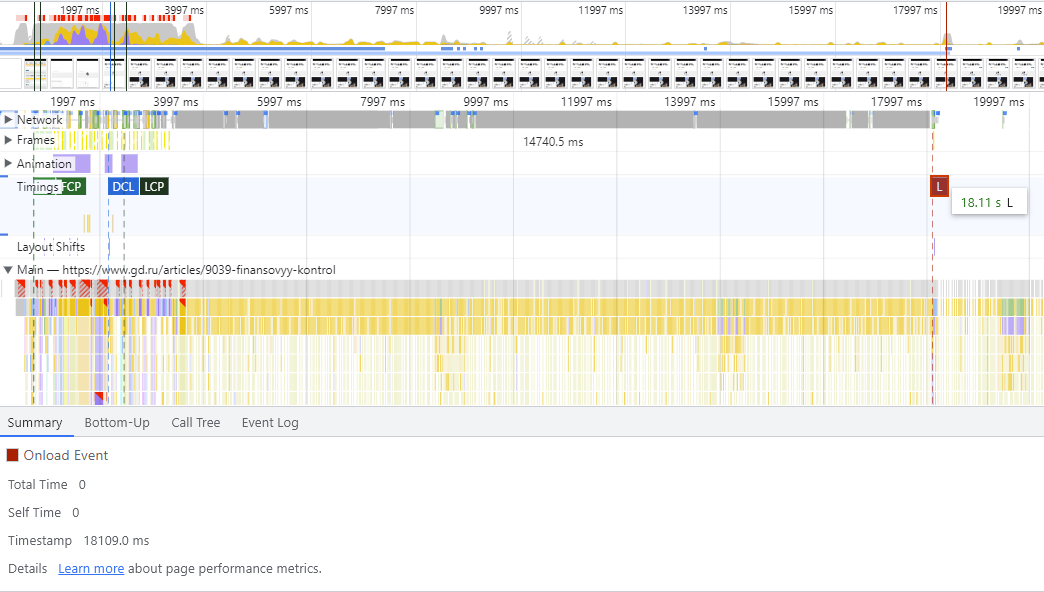 1997 ms 3997 ms 5997 ms 7997 ms 9997 ms 11997 ms 13997 ms 15997 ms 17997 ms 19997 ms
1997 ms 3997 ms 5997 ms 7997 ms 9997 ms 11997 ms 13997 ms 15997 ms 17997 ms 19997 ms
Network
Frames 14740.5 ms
Animation
Timings FCP DCL LCP L
18.11 s L
Layout Shifts
Main — https://www.gd.ru/articles/9039-finansovyy-kontrol
Summary Bottom-Up Call Tree Event Log
Onload Event
Total Time 0
Self Time 0
Timestamp 18109.0 ms
Details Learn more about page performance metrics.